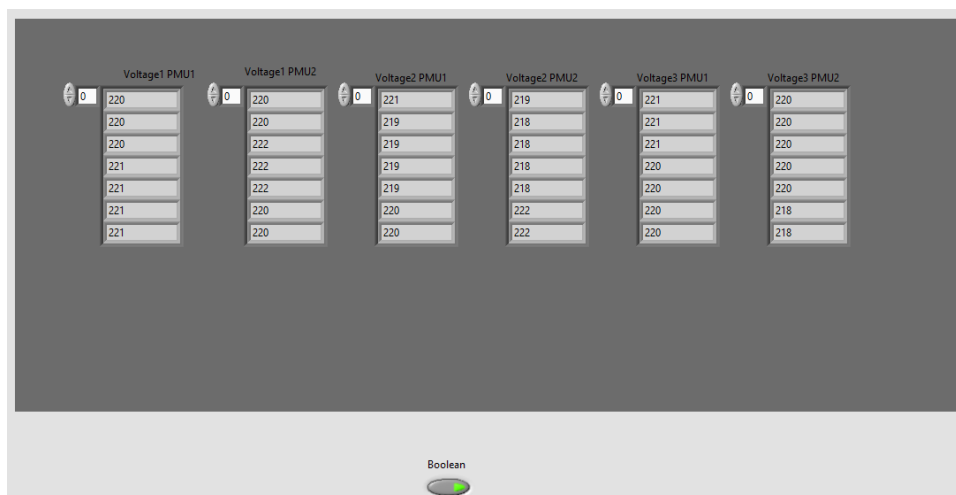 Voltage1 PMU1 Voltage1 PMU2 Voltage2 PMU1 Voltage2 PMU2 Voltage3 PMU1 Voltage3 PMU2
0 220 0 220 0 221 0 219 0 221 0 220
220 220 219 218 221 220
220 222 219 218 221 220
221 222 219 218 220 220
221 222 219 218 220 220
221 220 220 222 220 218
221 220 220 222 220 218
Boolean